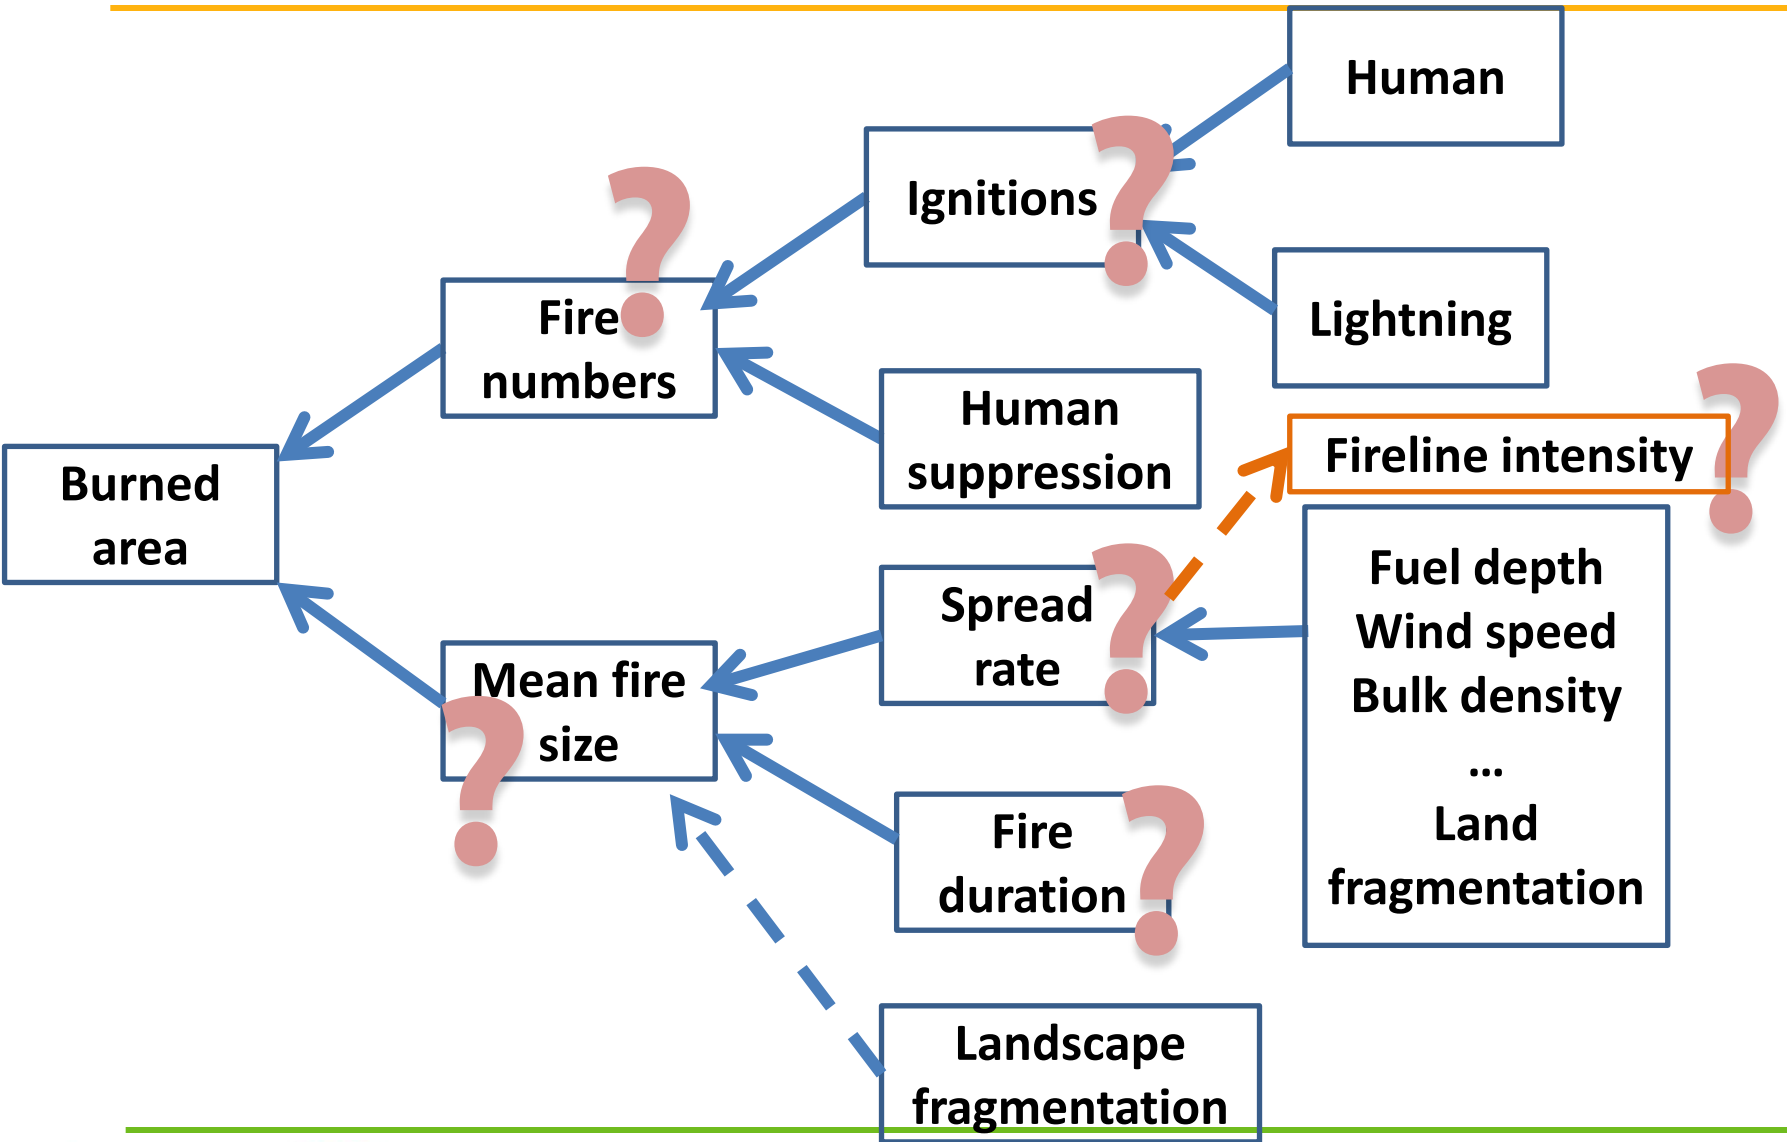 Human
Ignitions
?
Lightning
?
Fire
numbers
Human
suppression
Fireline intensity
?
Burned
area
Spread
rate
?
Fuel depth
Wind speed
Bulk density
...
Land
fragmentation
Mean fire
size
?
Fire
duration
?
Landscape
fragmentation